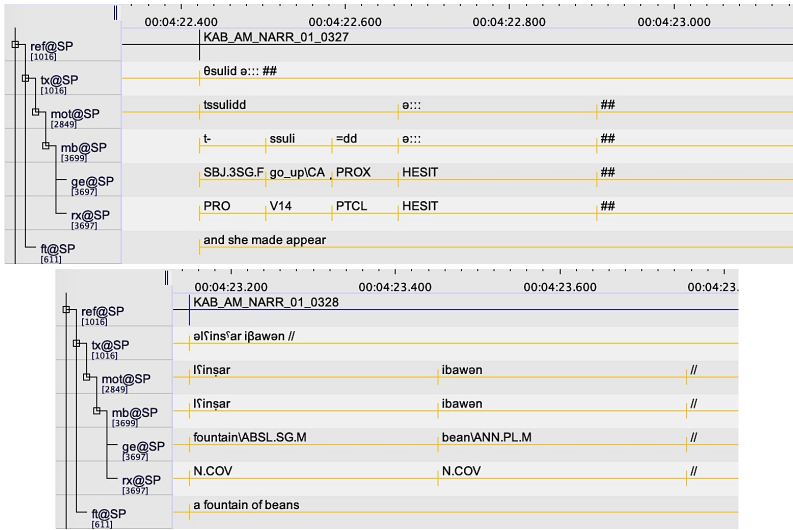 00:04:22.400 00:04:22.600 00:04:22.800 00:04:23.000
ref@SP [1016] KAB_AM_NARR_01_0327
tx@SP [1016] θsulid ə::: ##
mot@SP [2849] tssulidd ə::: ##
mb@SP [3699] t- ssuli =dd ə::: ##
ge@SP [3697] SBJ.3SG.F go_up\CA PROX HESIT ##
rx@SP [3697] PRO V14 PTCL HESIT ##
ft@SP [611] and she made appear
00:04:23.200 00:04:23.400 00:04:23.600 00:04:23.
ref@SP [1016] KAB_AM_NARR_01_0328
tx@SP [1016] əlʕinsˤar iβawən //
mot@SP [2849] lʕinṣar ibawən //
mb@SP [3699] lʕinṣar ibawən //
ge@SP [3697] fountain\ABSL.SG.M bean\ANN.PL.M
rx@SP [3697] N.COV N.COV //
ft@SP [611] a fountain of beans